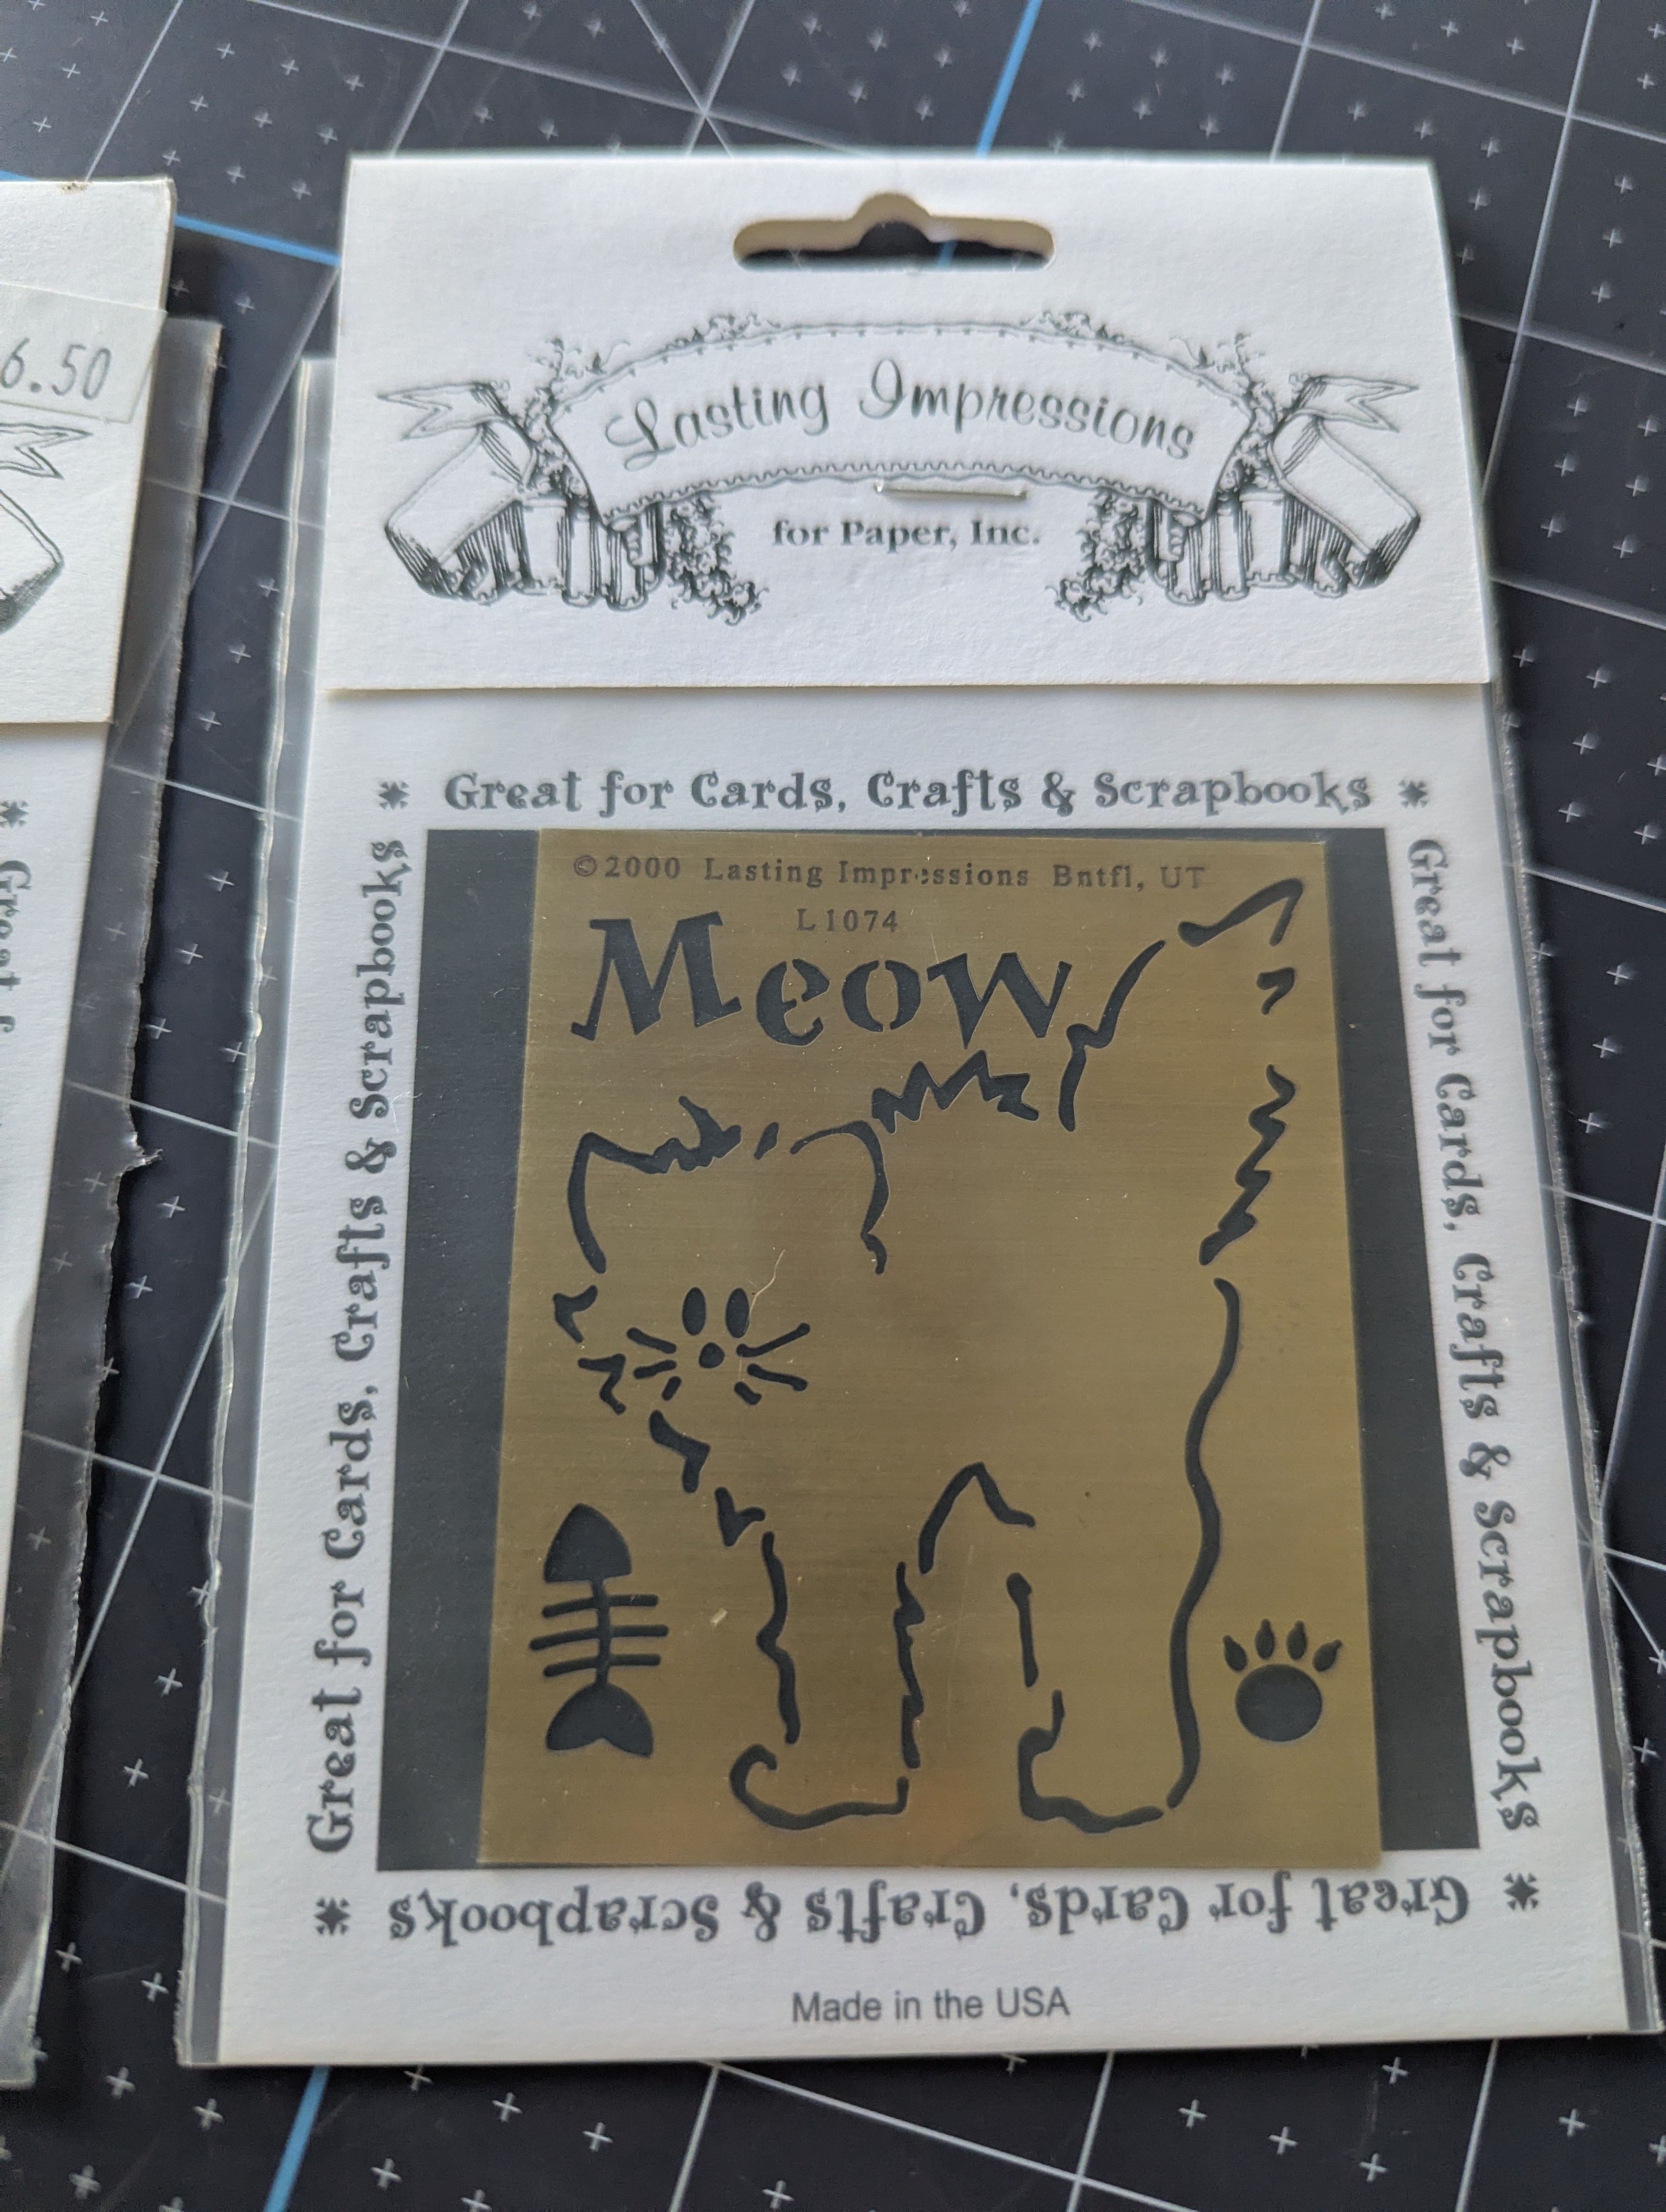 6.50
Lasting Impressions
for Paper, Inc.
Great for Cards, Crafts & Scrapbooks
Great for Cards, Crafts & Scrapbooks
©2000 Lasting Impressions Bntfl, UT
L1074
Meow
Great for Cards, Crafts & Scrapbooks
Great for Cards, Crafts & Scrapbooks
Made in the USA
Great f